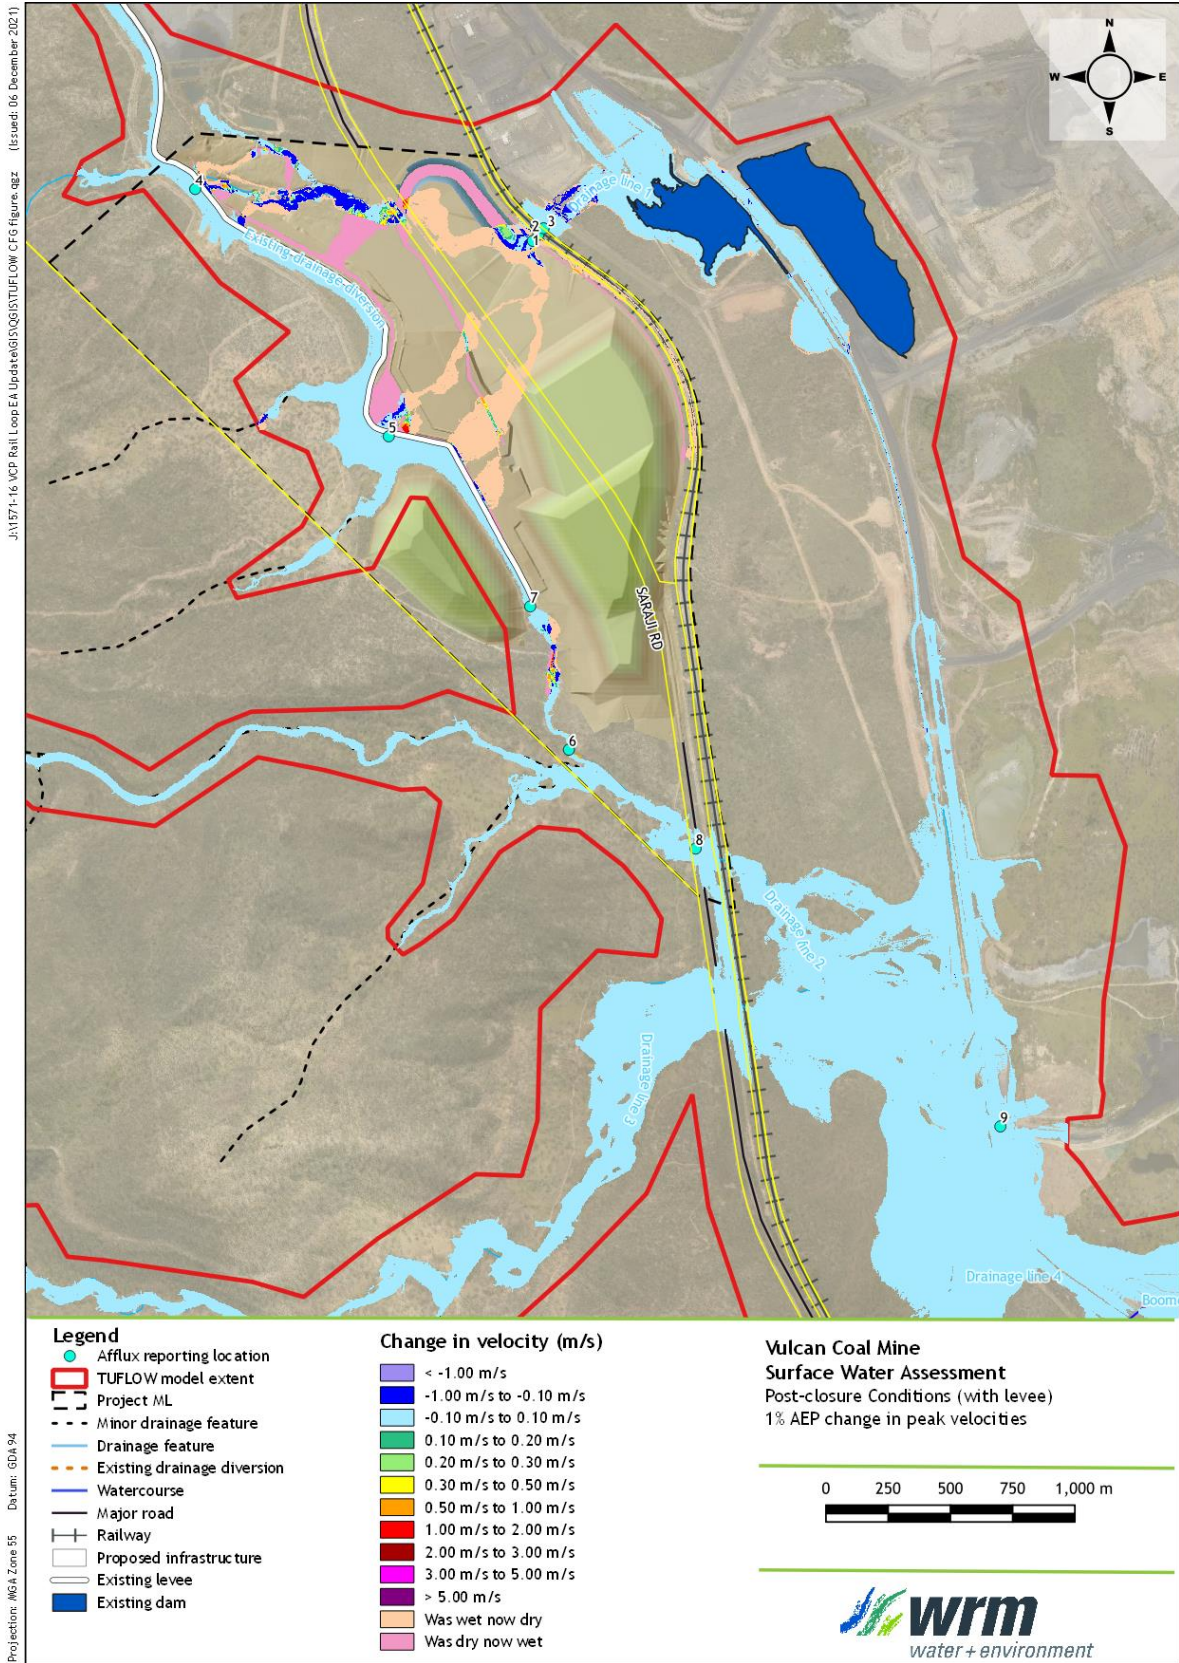 J:\1571-16 VCP Rail Loop EA Update\GIS\QGIS\TUFLOW CFG figure.qgz (Issued: 06 December 2021)
N
W
E
S
4
3
2
1
Drainage line 1
Existing drainage diversion
5
7
SARAJI RD
6
8
Drainage line 2
Drainage line 3
9
Drainage line 4
Boom
Projection: MGA Zone 55 Datum: GDA 94
Legend
Afflux reporting location
TUFLOW model extent
Project ML
Minor drainage feature
Drainage feature
Existing drainage diversion
Watercourse
Major road
Railway
Proposed infrastructure
Existing levee
Existing dam
Change in velocity (m/s)
< -1.00 m/s
-1.00 m/s to -0.10 m/s
-0.10 m/s to 0.10 m/s
0.10 m/s to 0.20 m/s
0.20 m/s to 0.30 m/s
0.30 m/s to 0.50 m/s
0.50 m/s to 1.00 m/s
1.00 m/s to 2.00 m/s
2.00 m/s to 3.00 m/s
3.00 m/s to 5.00 m/s
> 5.00 m/s
Was wet now dry
Was dry now wet
Vulcan Coal Mine
Surface Water Assessment
Post-closure Conditions (with levee)
1% AEP change in peak velocities
0 250 500 750 1,000 m
wrm
water + environment